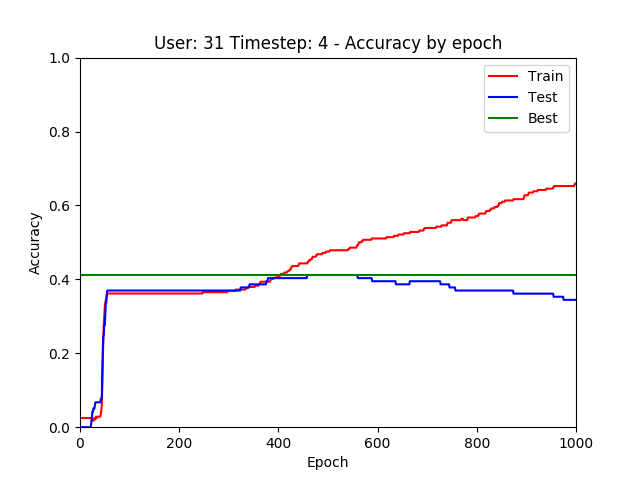 User: 31 Timestep: 4 - Accuracy by epoch
1.0
0.8
0.6
0.4
0.2
0.0
Accuracy
0 200 400 600 800 1000
Epoch
Train
Test
Best